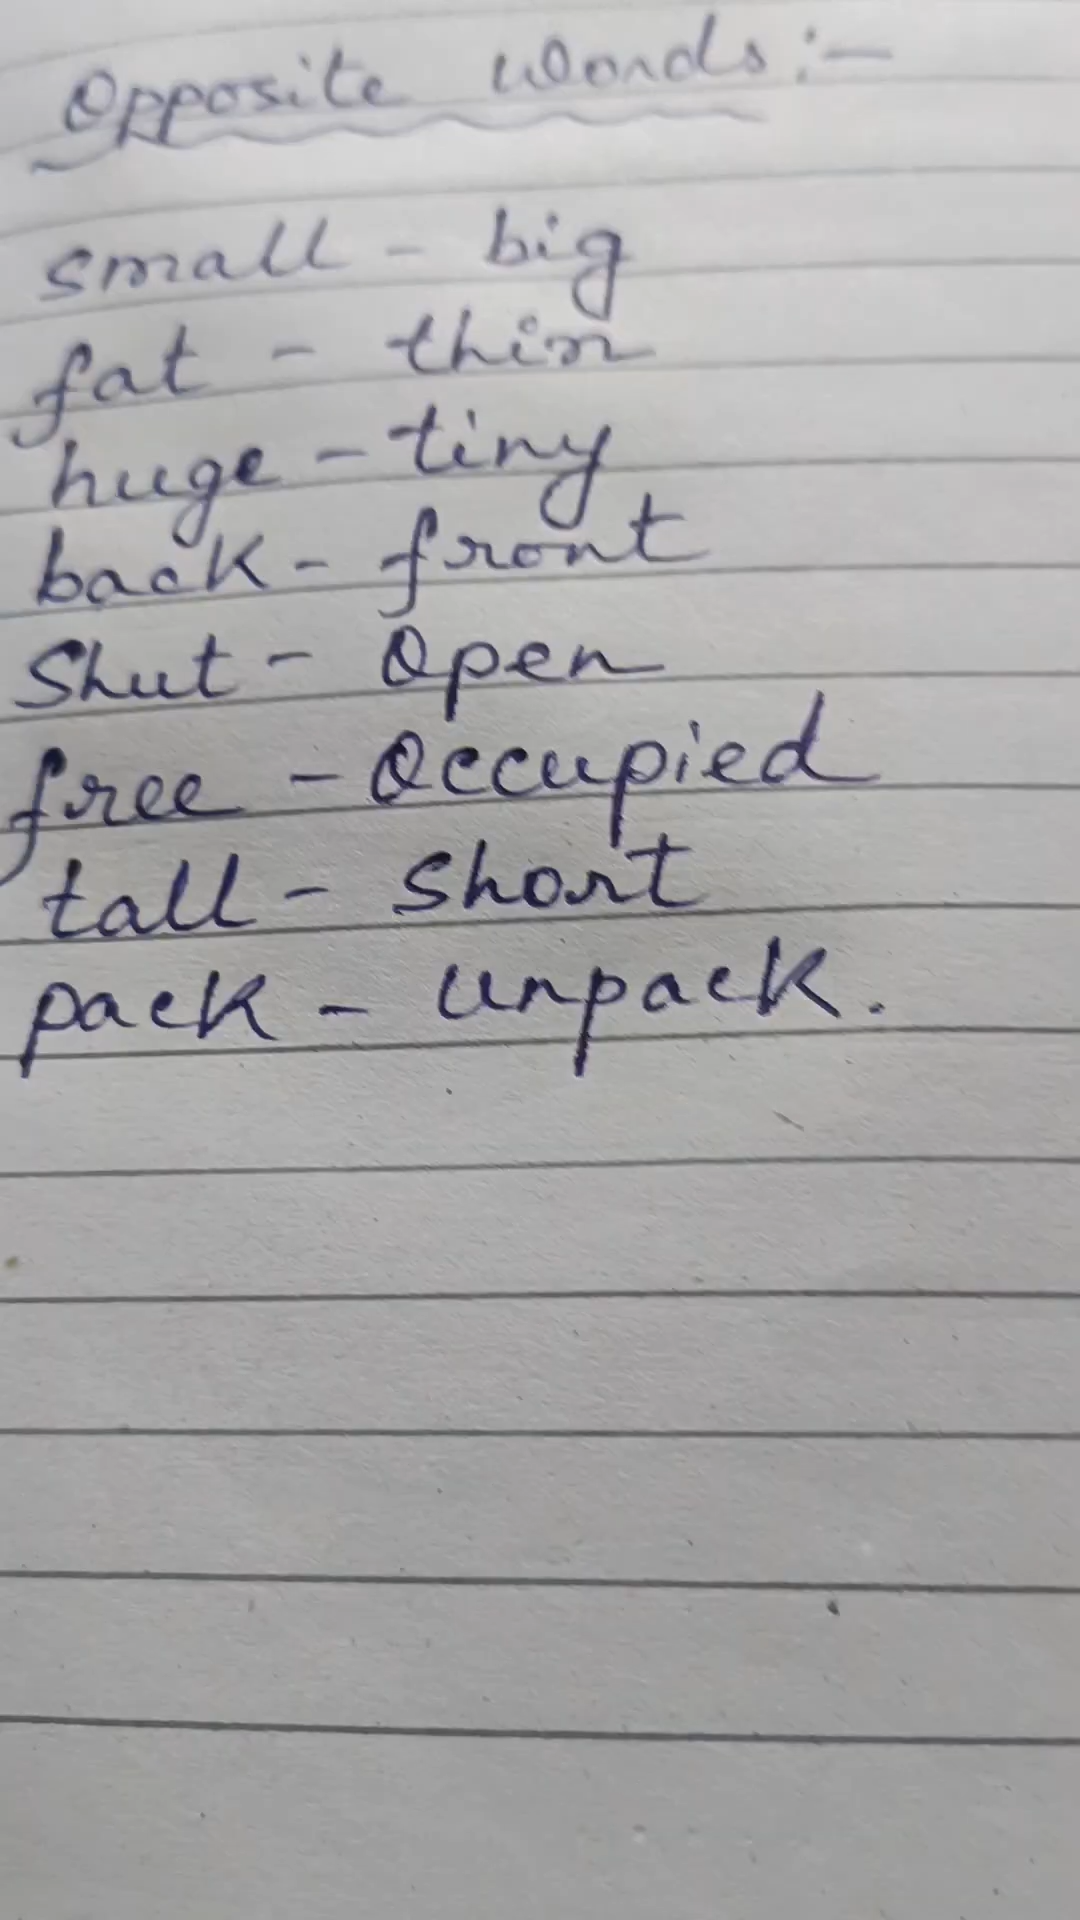 Opposite Words:-
small - big
fat - thin
huge - tiny
back - front
Shut - Open
free - Occupied
tall - Short
pack - unpack.